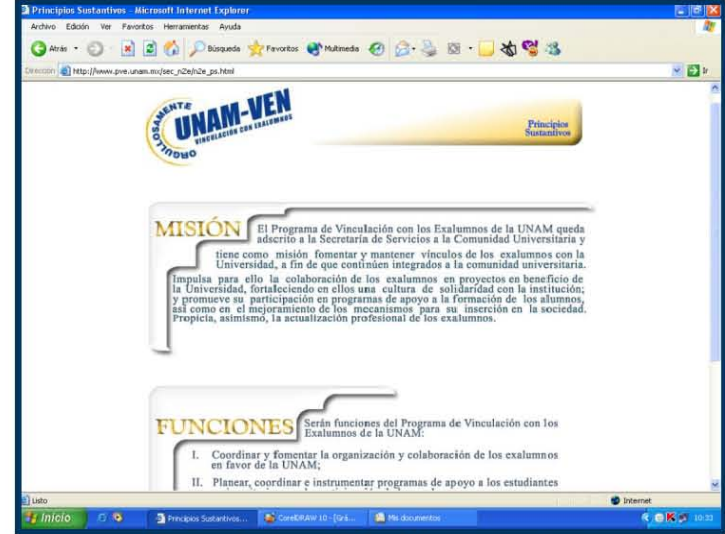 Principios Sustantivos - Microsoft Internet Explorer
Archivo Edición Ver Favoritos Herramientas Ayuda
Atrás Búsqueda Favoritos Multimedia
Dirección http://www.pve.unam.mx/sec_n2e/n2e_ps.html Ir
ORGULLOSAMENTE
UNAM-VEN
VINCULACIÓN CON EXALUMNOS
Principios
Sustantivos
MISIÓN El Programa de Vinculación con los Exalumnos de la UNAM queda
adscrito a la Secretaría de Servicios a la Comunidad Universitaria y
tiene como misión fomentar y mantener vínculos de los exalumnos con la
Universidad, a fin de que continúen integrados a la comunidad universitaria.
Impulsa para ello la colaboración de los exalumnos en proyectos en beneficio de
la Universidad, fortaleciendo en ellos una cultura de solidaridad con la institución;
y promueve su participación en programas de apoyo a la formación de los alumnos,
así como en el mejoramiento de los mecanismos para su inserción en la sociedad.
Propicia, asimismo, la actualización profesional de los exalumnos.
FUNCIONES Serán funciones del Programa de Vinculación con los
Exalumnos de la UNAM:
I. Coordinar y fomentar la organización y colaboración de los exalumnos
en favor de la UNAM;
II. Planear, coordinar e instrumentar programas de apoyo a los estudiantes
Listo Internet
Inicio Principios Sustantivos... CorelDRAW 10 - [Grá... Mis documentos 10:33